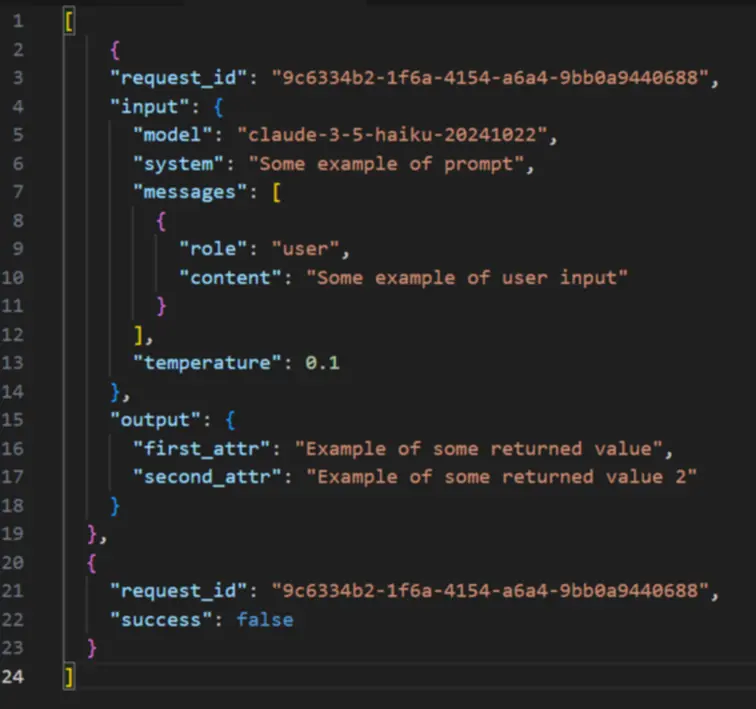 1 [
2 {
3 "request_id": "9c6334b2-1f6a-4154-a6a4-9bb0a9440688",
4 "input": {
5 "model": "claude-3-5-haiku-20241022",
6 "system": "Some example of prompt",
7 "messages": [
8 {
9 "role": "user",
10 "content": "Some example of user input"
11 }
12 ],
13 "temperature": 0.1
14 },
15 "output": {
16 "first_attr": "Example of some returned value",
17 "second_attr": "Example of some returned value 2"
18 }
19 },
20 {
21 "request_id": "9c6334b2-1f6a-4154-a6a4-9bb0a9440688",
22 "success": false
23 }
24 ]